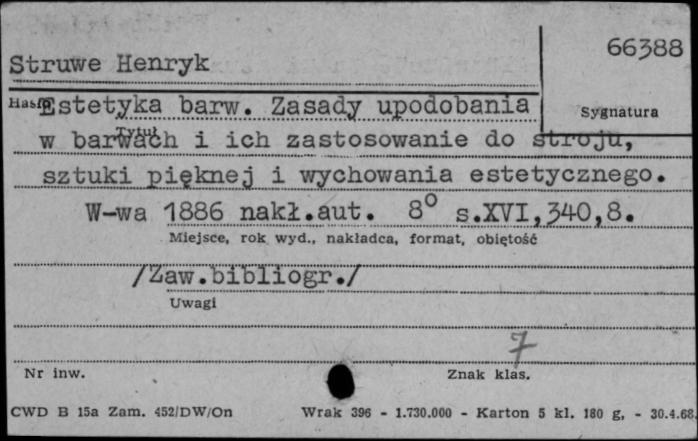 66388
Struwe Henryk
Hasło
Estetyka barw. Zasady upodobania
Sygnatura
Tytuł
w barwach i ich zastosowanie do stroju,
sztuki pięknej i wychowania estetycznego.
W-wa 1886 nakł.aut. 8° s.XVI,340,8.
Miejsce, rok wyd., nakładca, format, objętość
/Zaw.bibliogr./
Uwagi
7
Nr inw. Znak klas.
CWD B 15a Zam. 452/DW/On Wrak 396 - 1.730.000 - Karton 5 kl. 180 g, - 30.4.68.